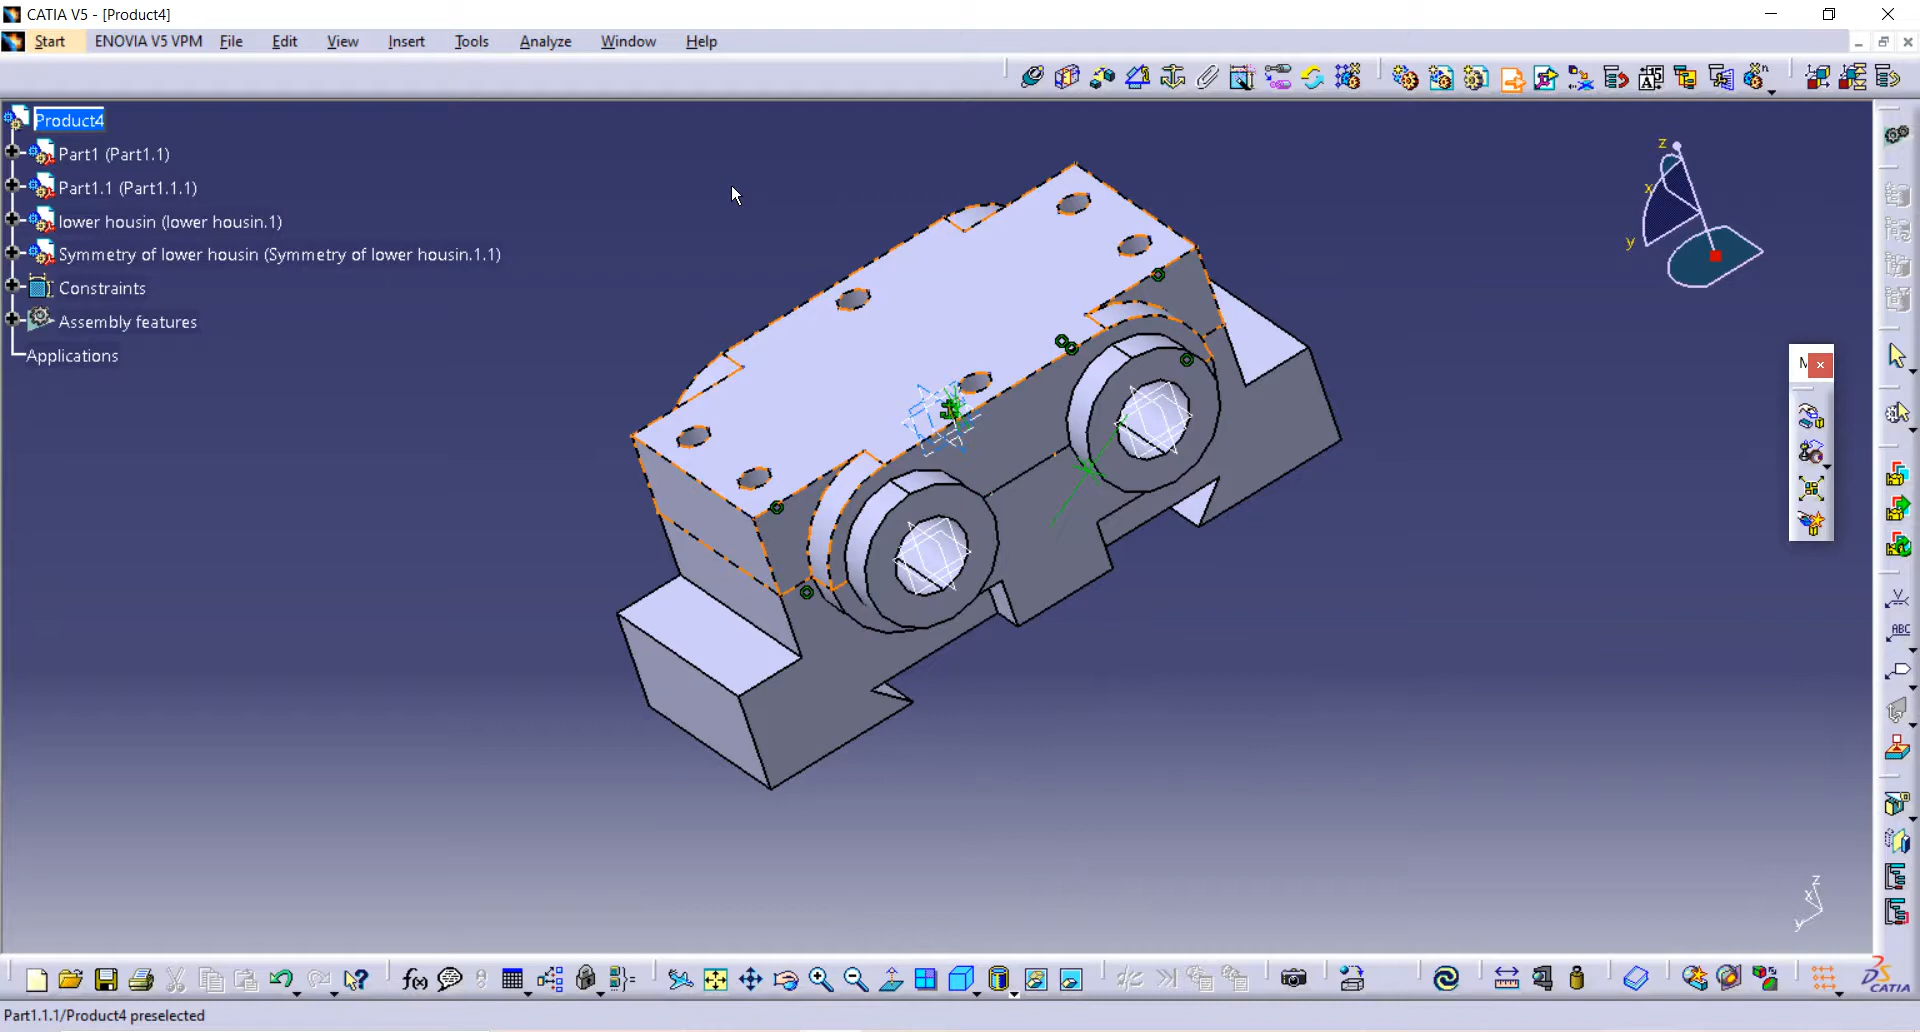 CATIA V5 - [Product4]
Start ENOVIA V5 VPM File Edit View Insert Tools Analyze Window Help
Product4
Part1 (Part1.1)
Part1.1 (Part1.1.1)
lower housin (lower housin.1)
Symmetry of lower housin (Symmetry of lower housin.1.1)
Constraints
Assembly features
Applications
z
x
y
ABC
z
x
y
f(x)
CATIA
Part1.1.1/Product4 preselected